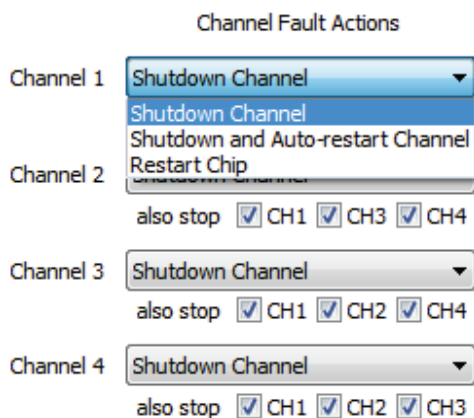 Channel Fault Actions
Channel 1 Shutdown Channel
Shutdown Channel
Shutdown and Auto-restart Channel
Restart Chip
Channel 2 Shutdown Channel
also stop CH1 CH3 CH4
Channel 3 Shutdown Channel
also stop CH1 CH2 CH4
Channel 4 Shutdown Channel
also stop CH1 CH2 CH3